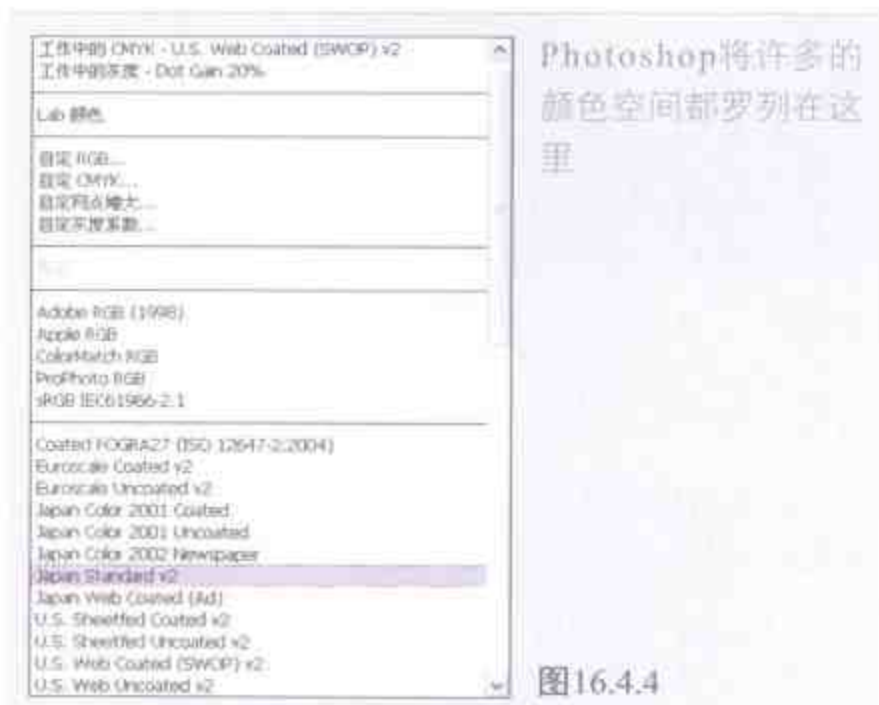 工作中的 CMYK - U.S. Web Coated (SWOP) v2
工作中的灰度 - Dot Gain 20%
Lab 颜色
自定 RGB...
自定 CMYK...
自定网点增大...
自定灰度系数...
Adobe RGB (1998)
Apple RGB
ColorMatch RGB
ProPhoto RGB
sRGB IEC61966-2.1
Coated FOGRA27 (ISO 12647-2:2004)
Euroscale Coated v2
Euroscale Uncoated v2
Japan Color 2001 Coated
Japan Color 2001 Uncoated
Japan Color 2002 Newspaper
Japan Standard v2
Japan Web Coated (Ad)
U.S. Sheetfed Coated v2
U.S. Sheetfed Uncoated v2
U.S. Web Coated (SWOP) v2
U.S. Web Uncoated v2
Photoshop将许多的
颜色空间都罗列在这
里
图16.4.4